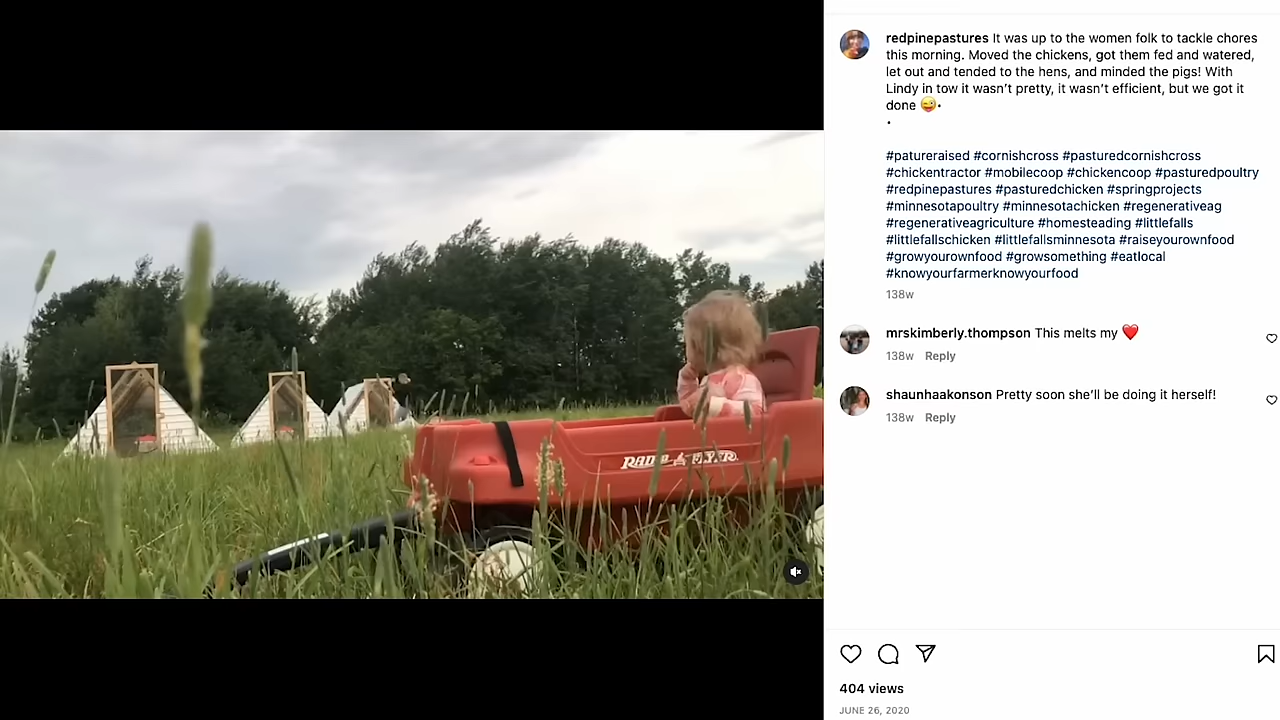 redpinepastures It was up to the women folk to tackle chores
this morning. Moved the chickens, got them fed and watered,
let out and tended to the hens, and minded the pigs! With
Lindy in tow it wasn't pretty, it wasn't efficient, but we got it
done 😜•
•
#patureraised #cornishcross #pasturedcornishcross
#chickentractor #mobilecoop #chickencoop #pasturedpoultry
#redpinepastures #pasturedchicken #springprojects
#minnesotapoultry #minnesotachicken #regenerativeag
#regenerativeagriculture #homesteading #littlefalls
#littlefallschicken #littlefallsminnesota #raiseyourownfood
#growyourownfood #growsomething #eatlocal
#knowyourfarmerknowyourfood
138w
mrskimberly.thompson This melts my ❤️
138w Reply
shaunhaakonson Pretty soon she'll be doing it herself!
138w Reply
RADIO FLYER
404 views
JUNE 26, 2020